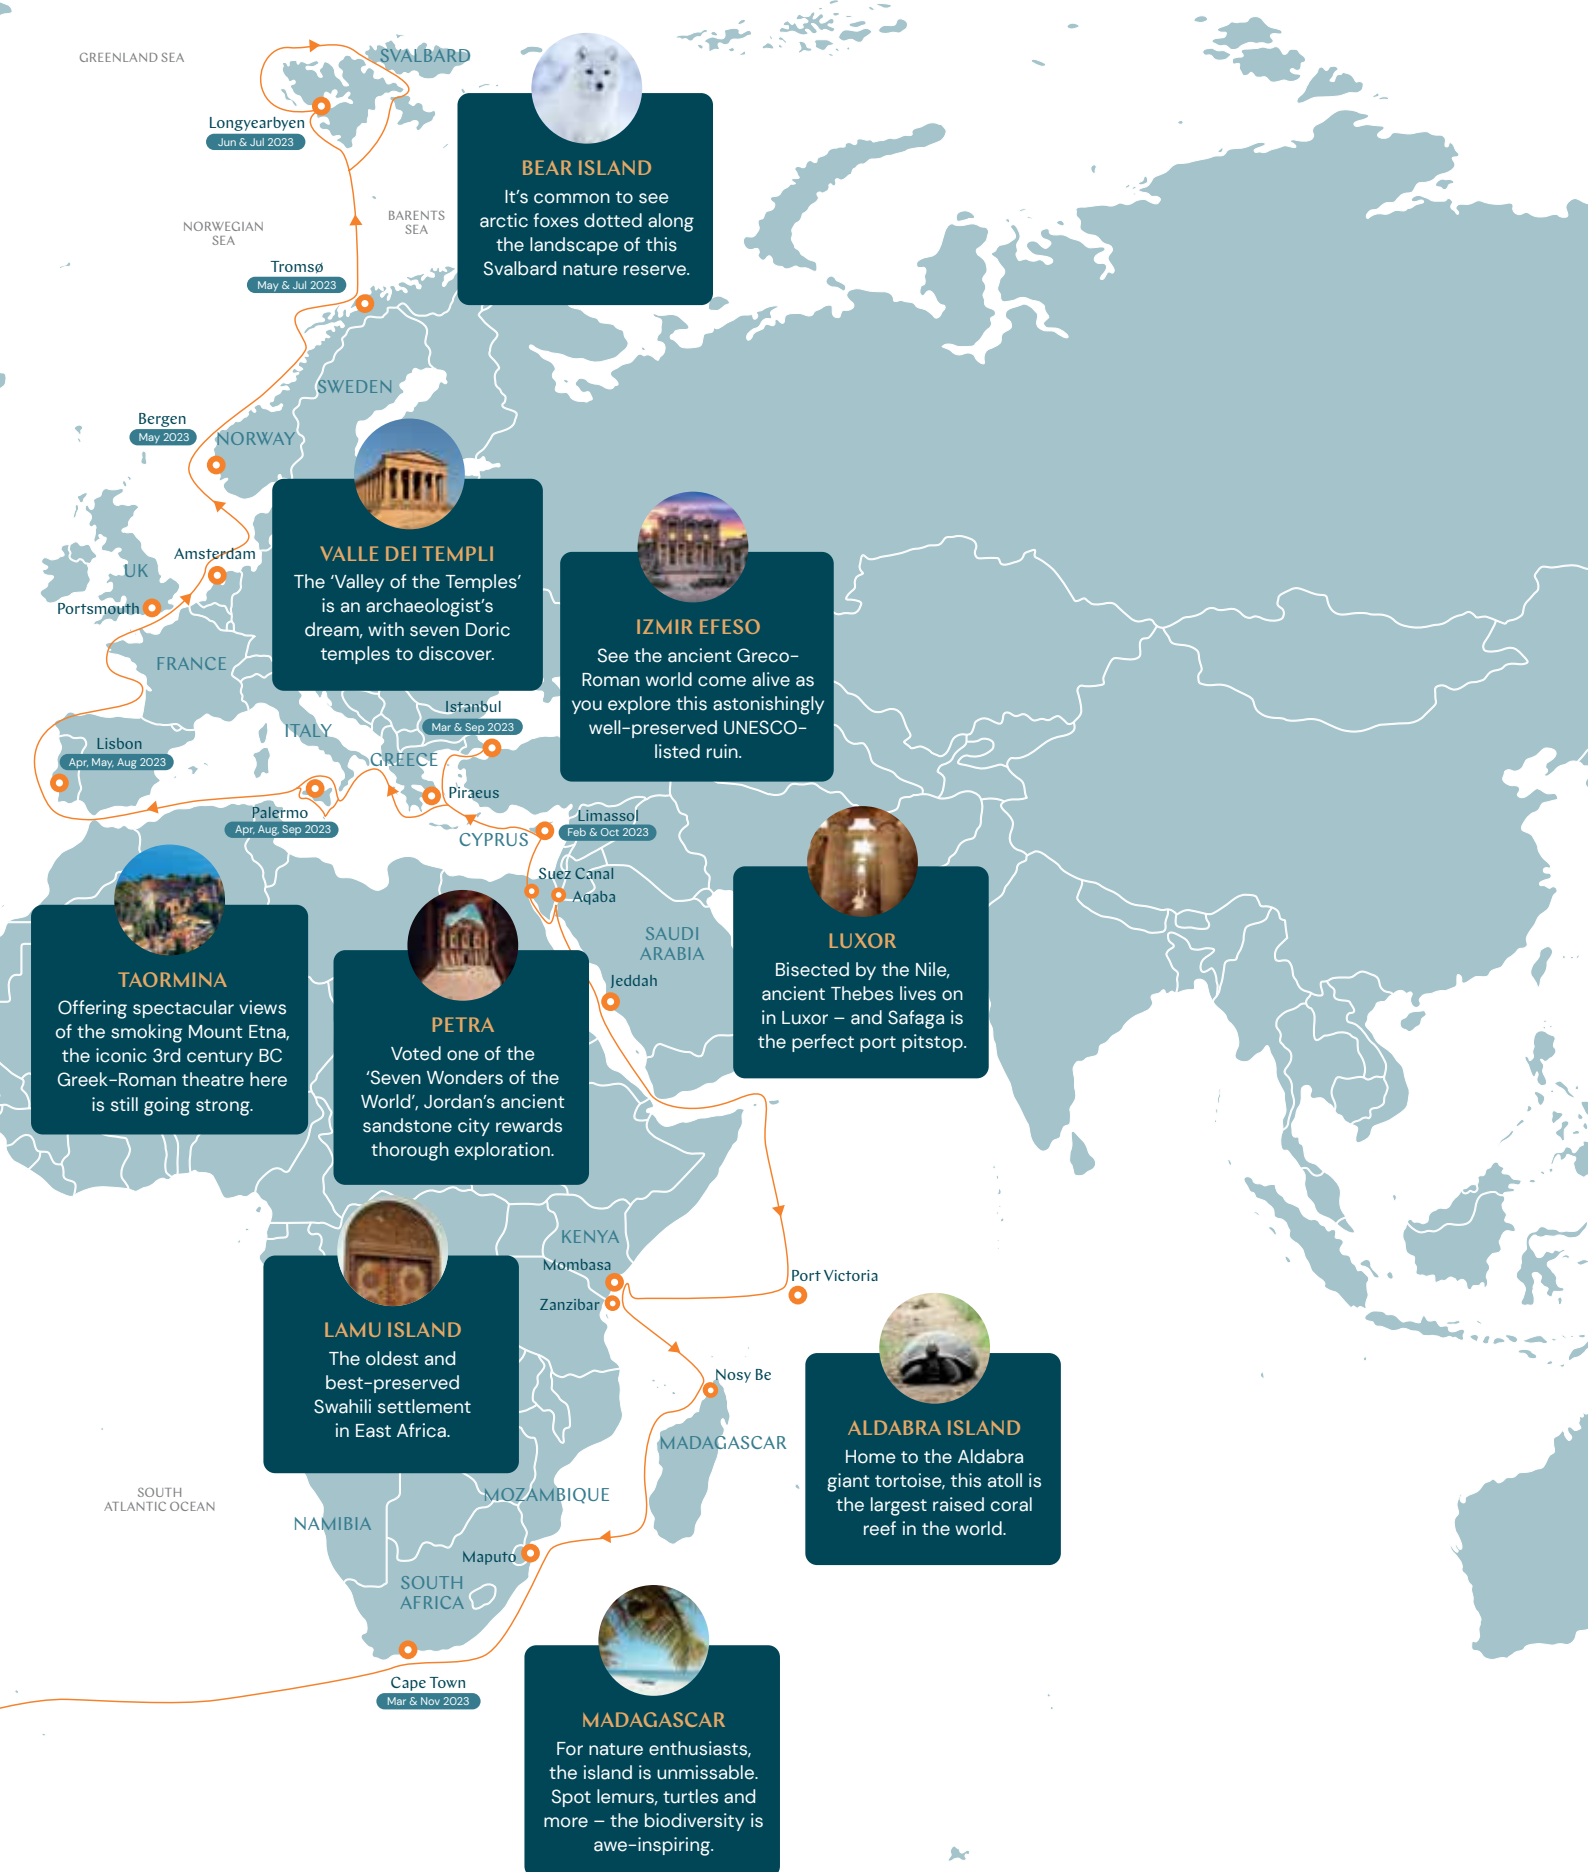 GREENLAND SEA
SVALBARD
Longyearbyen
Jun & Jul 2023
BEAR ISLAND
It's common to see
arctic foxes dotted along
the landscape of this
Svalbard nature reserve.
NORWEGIAN
SEA
BARENTS
SEA
Tromsø
May & Jul 2023
SWEDEN
Bergen
May 2023
NORWAY
Amsterdam
UK
Portsmouth
FRANCE
VALLE DEI TEMPLI
The ‘Valley of the Temples’
is an archaeologist's
dream, with seven Doric
temples to discover.
IZMIR EFESO
See the ancient Greco-
Roman world come alive as
you explore this astonishingly
well-preserved UNESCO-
listed ruin.
Istanbul
Mar & Sep 2023
ITALY
GREECE
Lisbon
Apr, May, Aug 2023
Piraeus
Palermo
Apr, Aug, Sep 2023
Limassol
Feb & Oct 2023
CYPRUS
Suez Canal
Aqaba
SAUDI
ARABIA
Jeddah
LUXOR
Bisected by the Nile,
ancient Thebes lives on
in Luxor – and Safaga is
the perfect port pitstop.
TAORMINA
Offering spectacular views
of the smoking Mount Etna,
the iconic 3rd century BC
Greek-Roman theatre here
is still going strong.
PETRA
Voted one of the
‘Seven Wonders of the
World’, Jordan's ancient
sandstone city rewards
thorough exploration.
KENYA
Mombasa
Zanzibar
Port Victoria
LAMU ISLAND
The oldest and
best-preserved
Swahili settlement
in East Africa.
Nosy Be
MADAGASCAR
ALDABRA ISLAND
Home to the Aldabra
giant tortoise, this atoll is
the largest raised coral
reef in the world.
SOUTH
ATLANTIC OCEAN
MOZAMBIQUE
NAMIBIA
Maputo
SOUTH
AFRICA
Cape Town
Mar & Nov 2023
MADAGASCAR
For nature enthusiasts,
the island is unmissable.
Spot lemurs, turtles and
more – the biodiversity is
awe-inspiring.